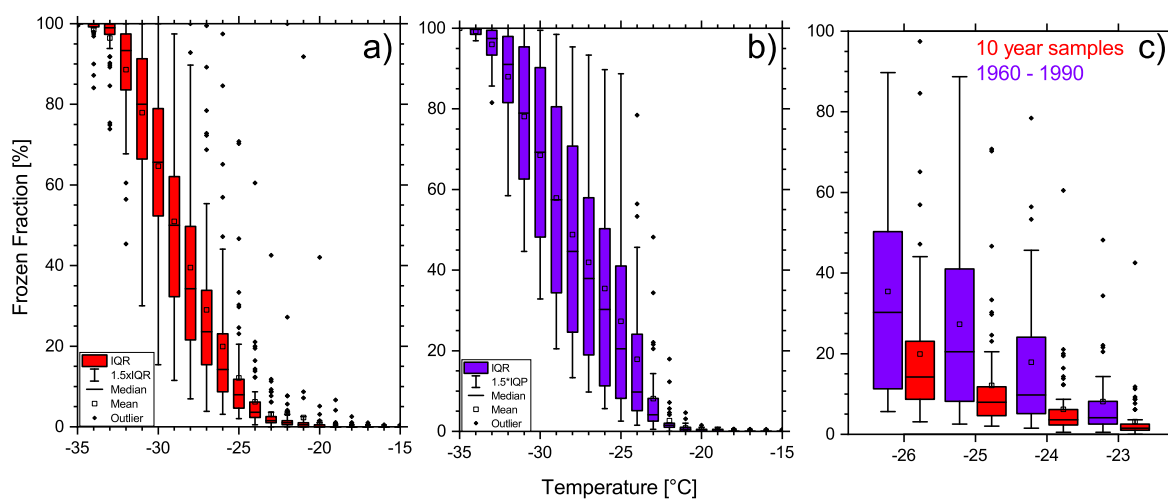 a)
b)
c)
10 year samples
1960 - 1990
Frozen Fraction [%]
100
80
60
40
20
0
IQR
1.5xIQR
Median
Mean
Outlier
-35
-30
-25
-20
-15
100
80
60
40
20
0
IQR
1.5*IQP
Median
Mean
Outlier
-35
-30
-25
-20
-15
100
80
60
40
20
0
-26
-25
-24
-23
Temperature [°C]